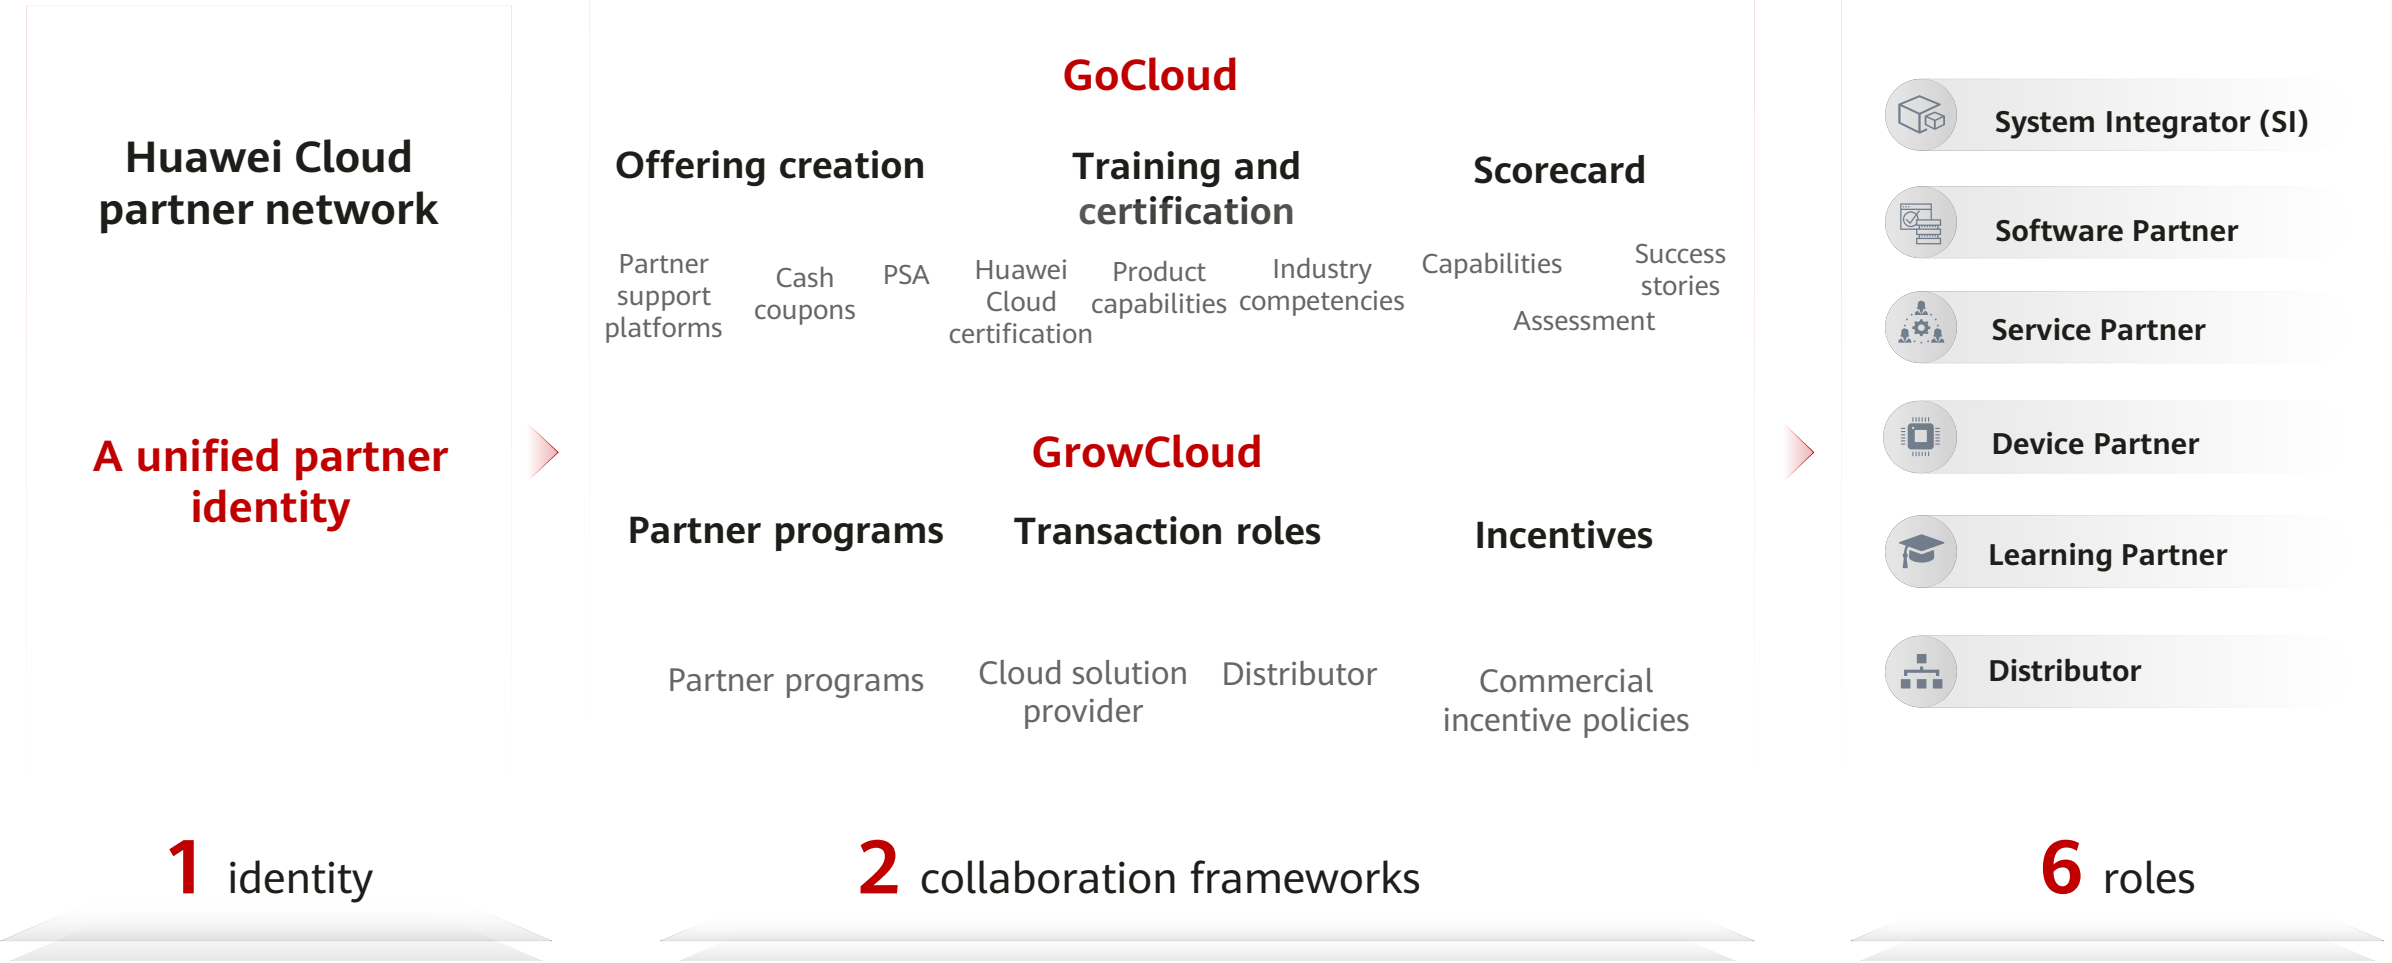 Huawei Cloud
partner network
A unified partner
identity
1 identity
GoCloud
Offering creation
Partner
support
platforms
Cash
coupons
PSA
Training and
certification
Huawei
Cloud
certification
Product
capabilities
Industry
competencies
Scorecard
Capabilities
Assessment
Success
stories
GrowCloud
Partner programs
Partner programs
Transaction roles
Cloud solution
provider
Distributor
Incentives
Commercial
incentive policies
2 collaboration frameworks
System Integrator (SI)
Software Partner
Service Partner
Device Partner
Learning Partner
Distributor
6 roles